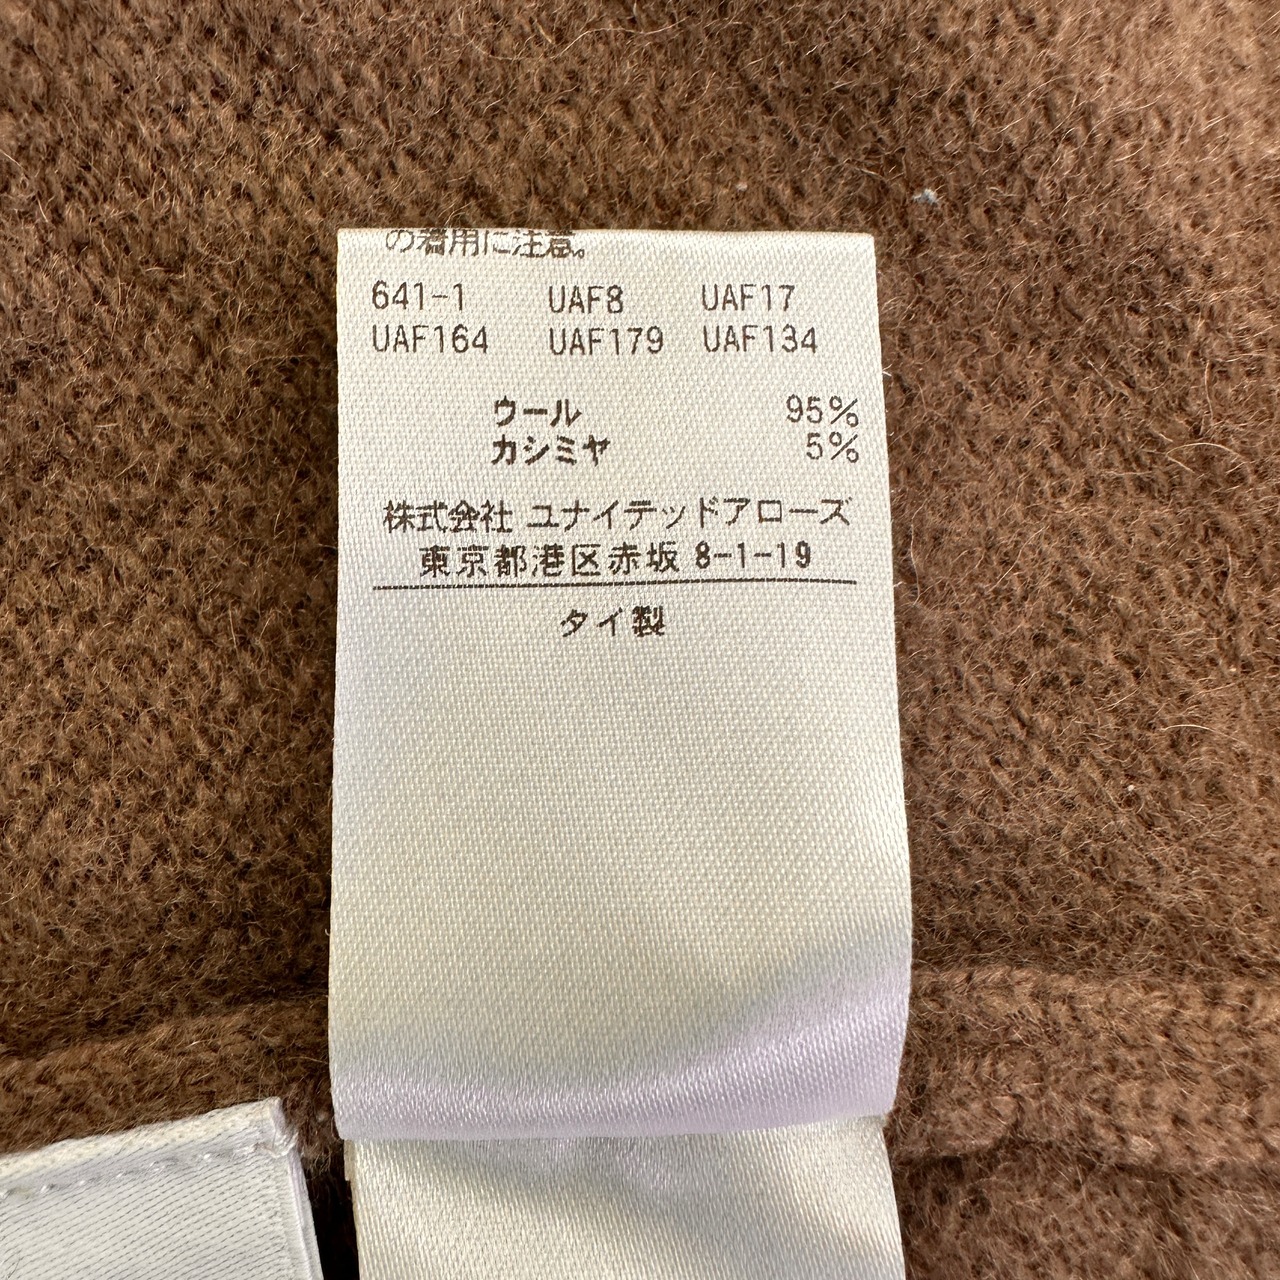 の着用に注意。
641-1 UAF8 UAF17
UAF164 UAF179 UAF134
ウール 95%
カシミヤ 5%
株式会社 ユナイテッドアローズ
東京都港区赤坂 8-1-19
タイ製